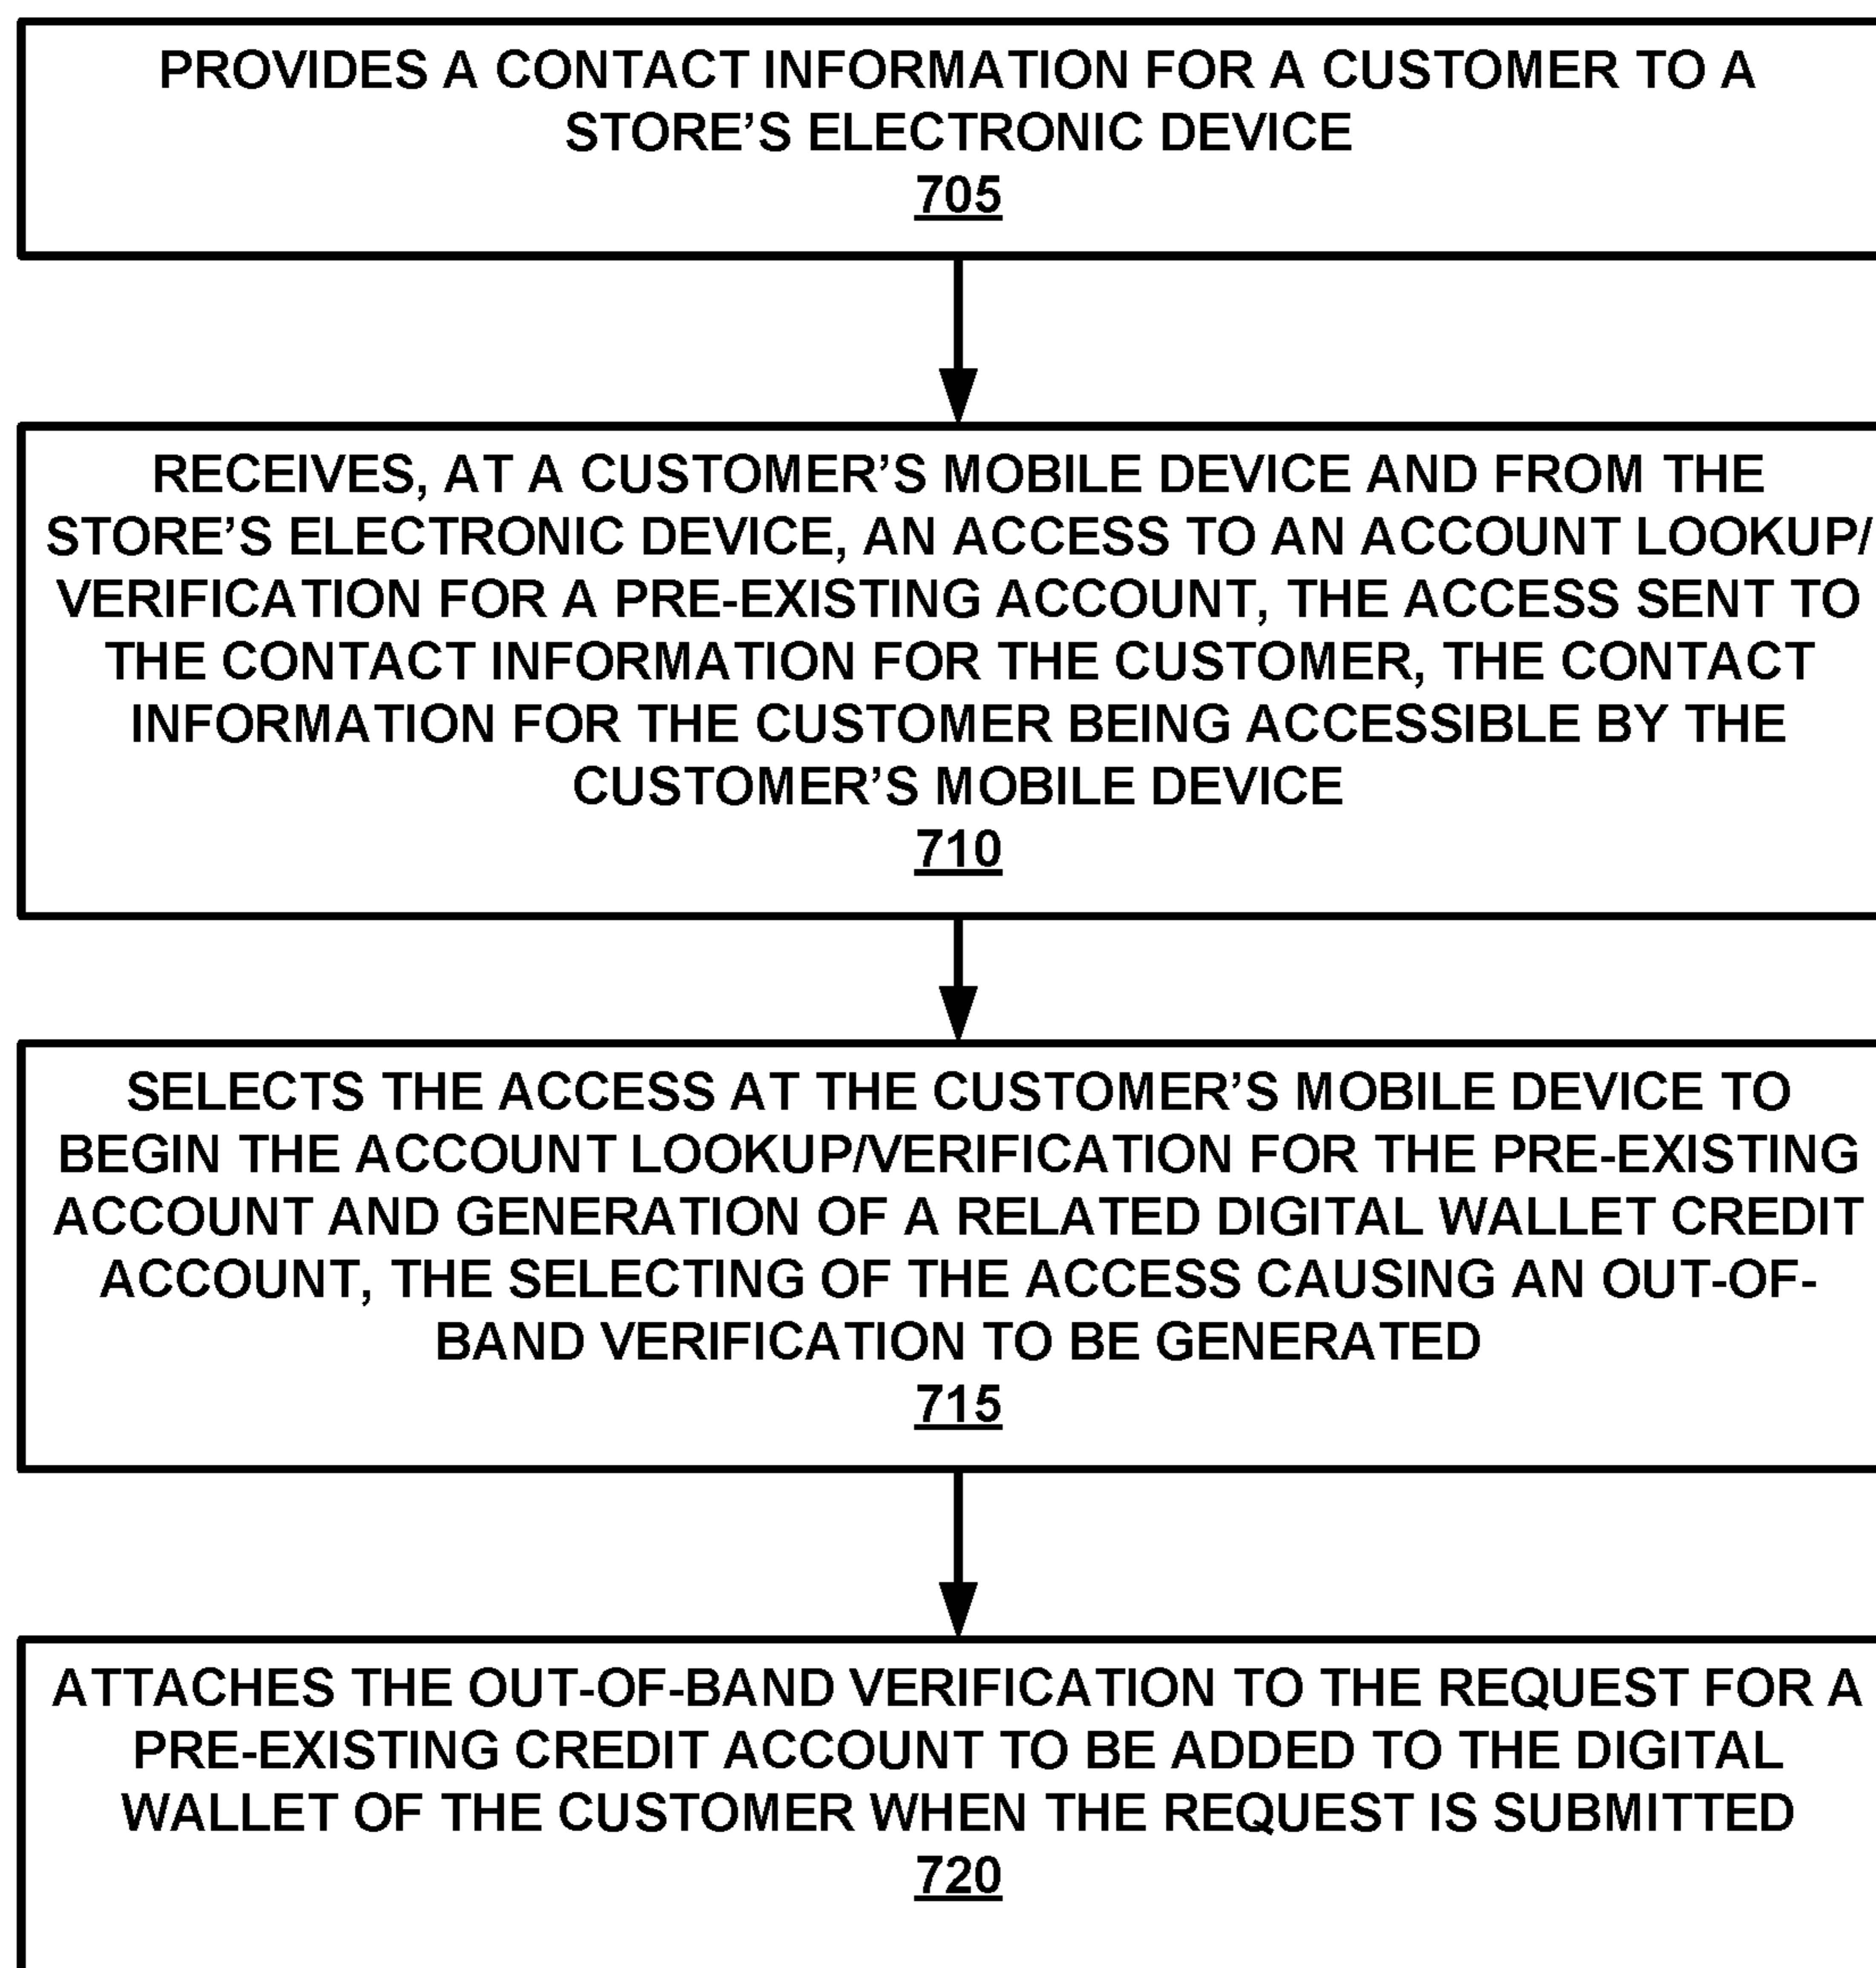 PROVIDES A CONTACT INFORMATION FOR A CUSTOMER TO A
STORE’S ELECTRONIC DEVICE
705
RECEIVES, AT A CUSTOMER’S MOBILE DEVICE AND FROM THE
STORE’S ELECTRONIC DEVICE, AN ACCESS TO AN ACCOUNT LOOKUP/
VERIFICATION FOR A PRE-EXISTING ACCOUNT, THE ACCESS SENT TO
THE CONTACT INFORMATION FOR THE CUSTOMER, THE CONTACT
INFORMATION FOR THE CUSTOMER BEING ACCESSIBLE BY THE
CUSTOMER’S MOBILE DEVICE
710
SELECTS THE ACCESS AT THE CUSTOMER’S MOBILE DEVICE TO
BEGIN THE ACCOUNT LOOKUP/VERIFICATION FOR THE PRE-EXISTING
ACCOUNT AND GENERATION OF A RELATED DIGITAL WALLET CREDIT
ACCOUNT, THE SELECTING OF THE ACCESS CAUSING AN OUT-OF-
BAND VERIFICATION TO BE GENERATED
715
ATTACHES THE OUT-OF-BAND VERIFICATION TO THE REQUEST FOR A
PRE-EXISTING CREDIT ACCOUNT TO BE ADDED TO THE DIGITAL
WALLET OF THE CUSTOMER WHEN THE REQUEST IS SUBMITTED
720